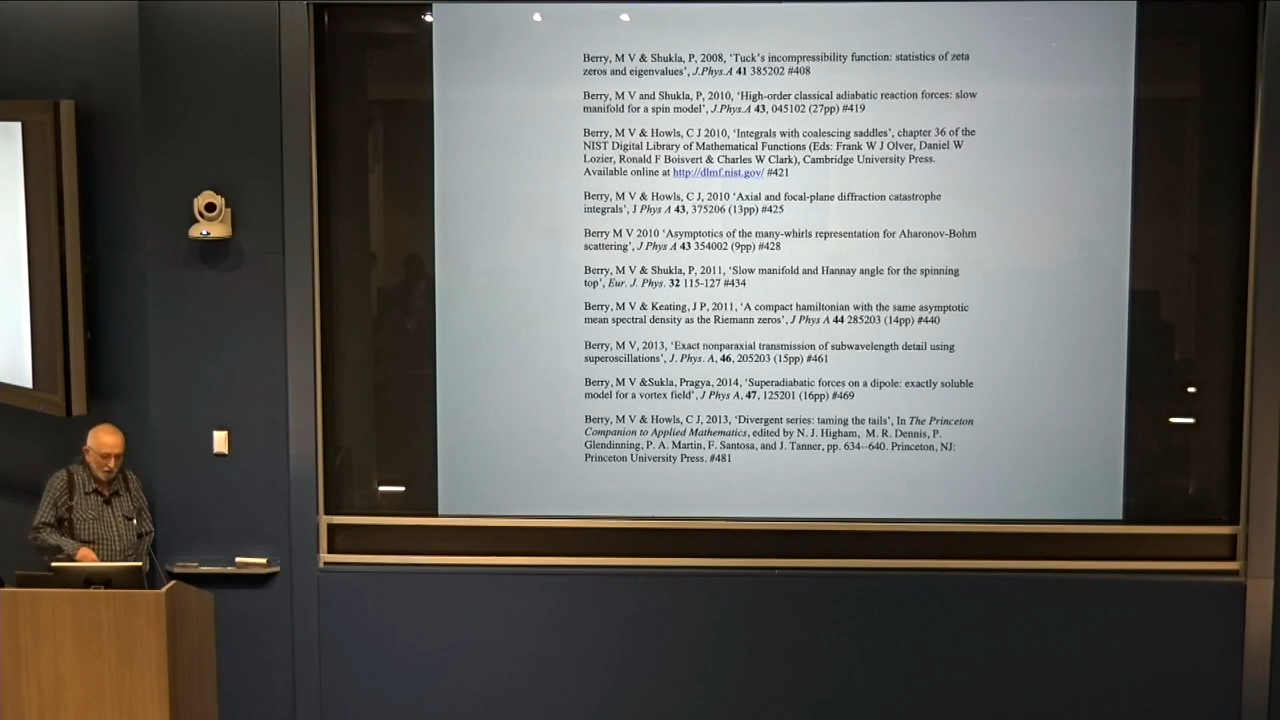 Berry, M V & Shukla, P, 2008, ‘Tuck's incompressibility function: statistics of zeta
zeros and eigenvalues’, J.Phys.A 41 385202 #408
Berry, M V and Shukla, P, 2010, ‘High-order classical adiabatic reaction forces: slow
manifold for a spin model’, J.Phys.A 43, 045102 (27pp) #419
Berry, M V & Howls, C J 2010, ‘Integrals with coalescing saddles’, chapter 36 of the
NIST Digital Library of Mathematical Functions (Eds: Frank W J Olver, Daniel W
Lozier, Ronald F Boisvert & Charles W Clark), Cambridge University Press.
Available online at http://dlmf.nist.gov/ #421
Berry, M V & Howls, C J, 2010 ‘Axial and focal-plane diffraction catastrophe
integrals’, J Phys A 43, 375206 (13pp) #425
Berry M V 2010 ‘Asymptotics of the many-whirls representation for Aharonov-Bohm
scattering’, J Phys A 43 354002 (9pp) #428
Berry, M V & Shukla, P, 2011, ‘Slow manifold and Hannay angle for the spinning
top’, Eur. J. Phys. 32 115-127 #434
Berry, M V & Keating, J P, 2011, ‘A compact hamiltonian with the same asymptotic
mean spectral density as the Riemann zeros’, J Phys A 44 285203 (14pp) #440
Berry, M V, 2013, ‘Exact nonparaxial transmission of subwavelength detail using
superoscillations’, J. Phys. A, 46, 205203 (15pp) #461
Berry, M V &Sukla, Pragya, 2014, ‘Superadiabatic forces on a dipole: exactly soluble
model for a vortex field’, J Phys A, 47, 125201 (16pp) #469
Berry, M V & Howls, C J, 2013, ‘Divergent series: taming the tails’, In The Princeton
Companion to Applied Mathematics, edited by N. J. Higham, M. R. Dennis, P.
Glendinning, P. A. Martin, F. Santosa, and J. Tanner, pp. 634--640. Princeton, NJ:
Princeton University Press. #481